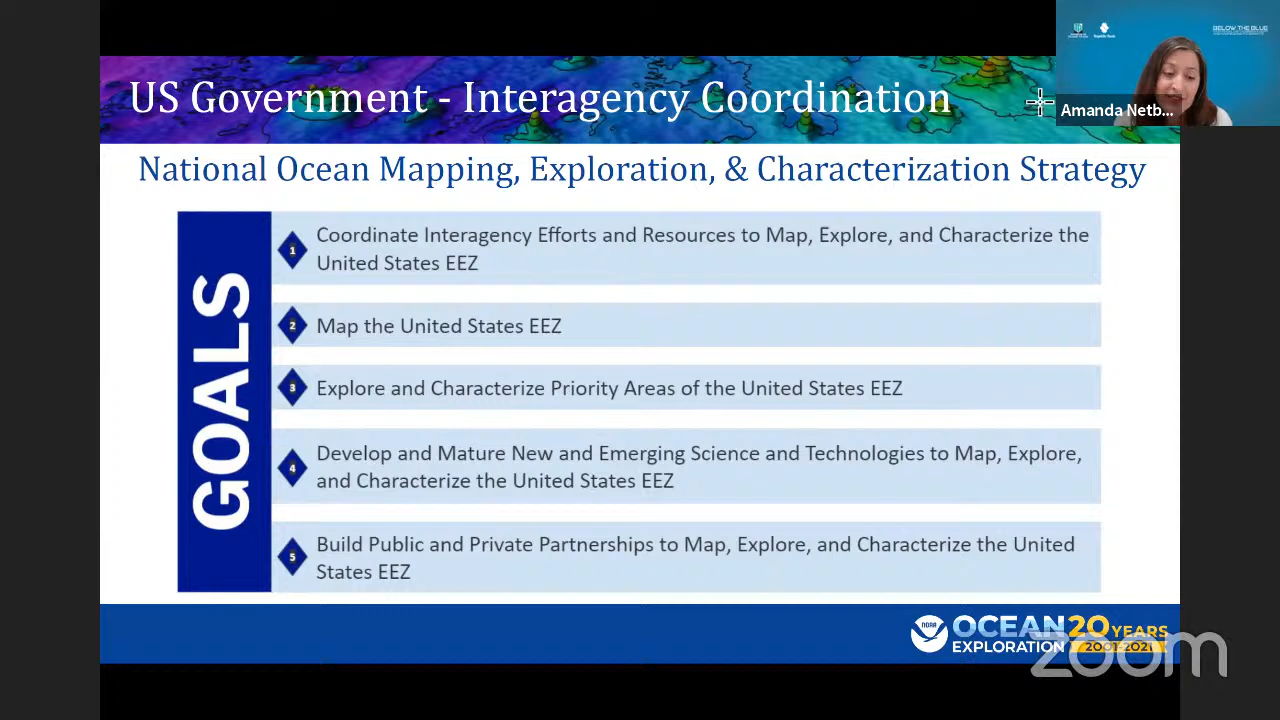 BELOW THE BLUE
US Government - Interagency Coordination
Amanda Netb...
National Ocean Mapping, Exploration, & Characterization Strategy
GOALS
1
Coordinate Interagency Efforts and Resources to Map, Explore, and Characterize the
United States EEZ
2
Map the United States EEZ
3
Explore and Characterize Priority Areas of the United States EEZ
4
Develop and Mature New and Emerging Science and Technologies to Map, Explore,
and Characterize the United States EEZ
5
Build Public and Private Partnerships to Map, Explore, and Characterize the United
States EEZ
NOAA
OCEAN 20 YEARS
EXPLORATION 2001-2021
zoom